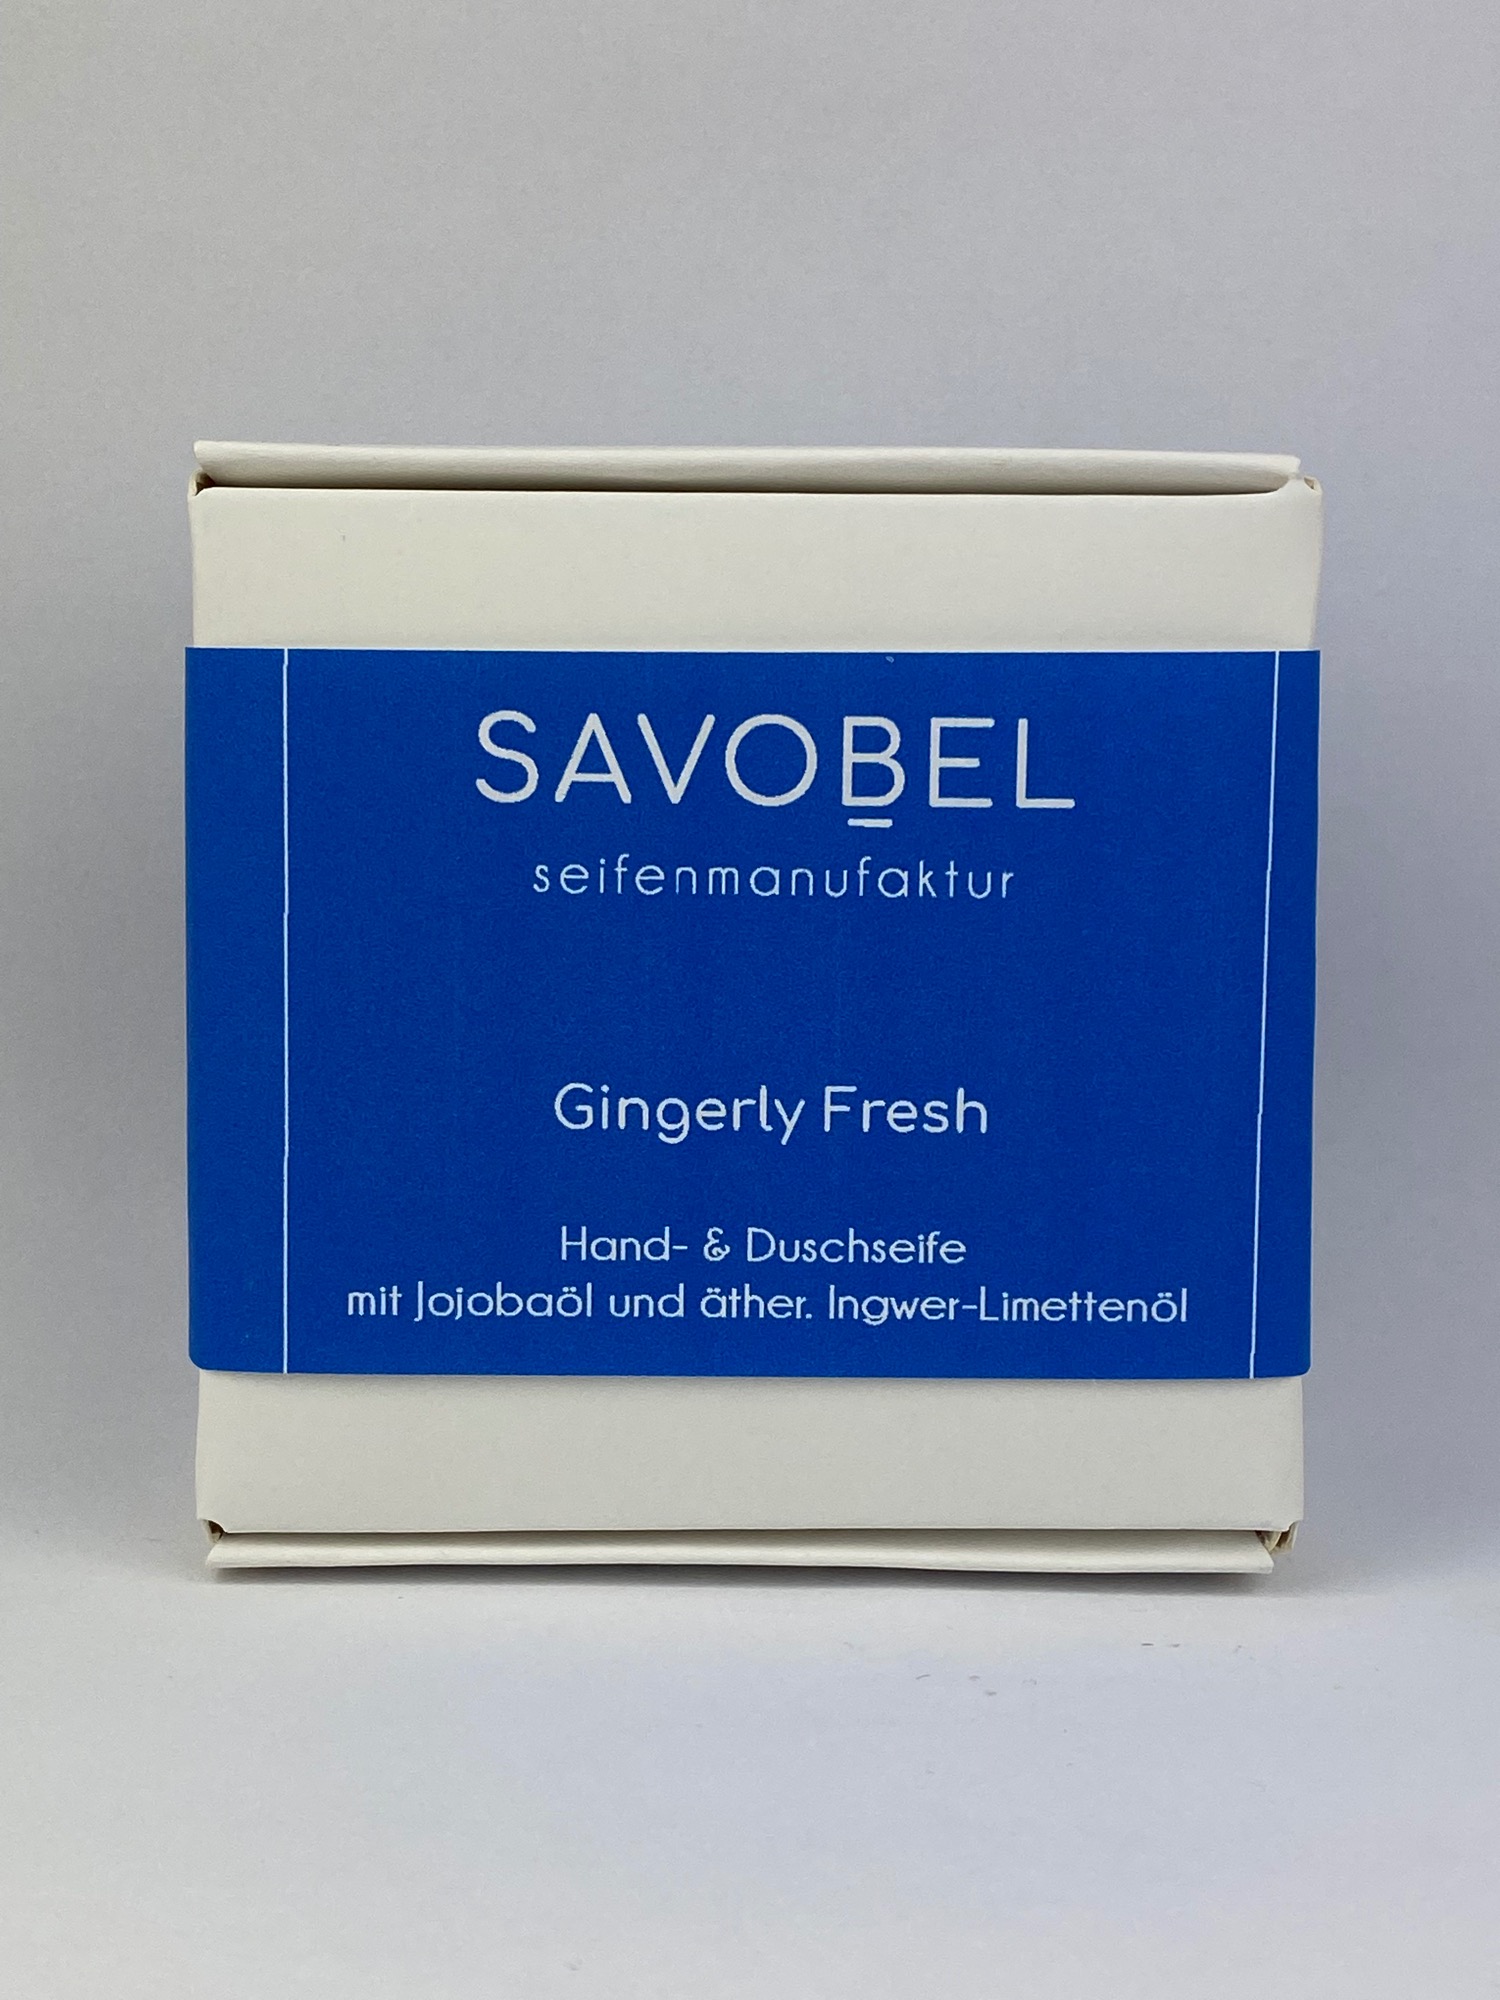 SAVOBEL
seifenmanufaktur
Gingerly Fresh
Hand- & Duschseife
mit Jojobaöl und äther. Ingwer-Limettenöl